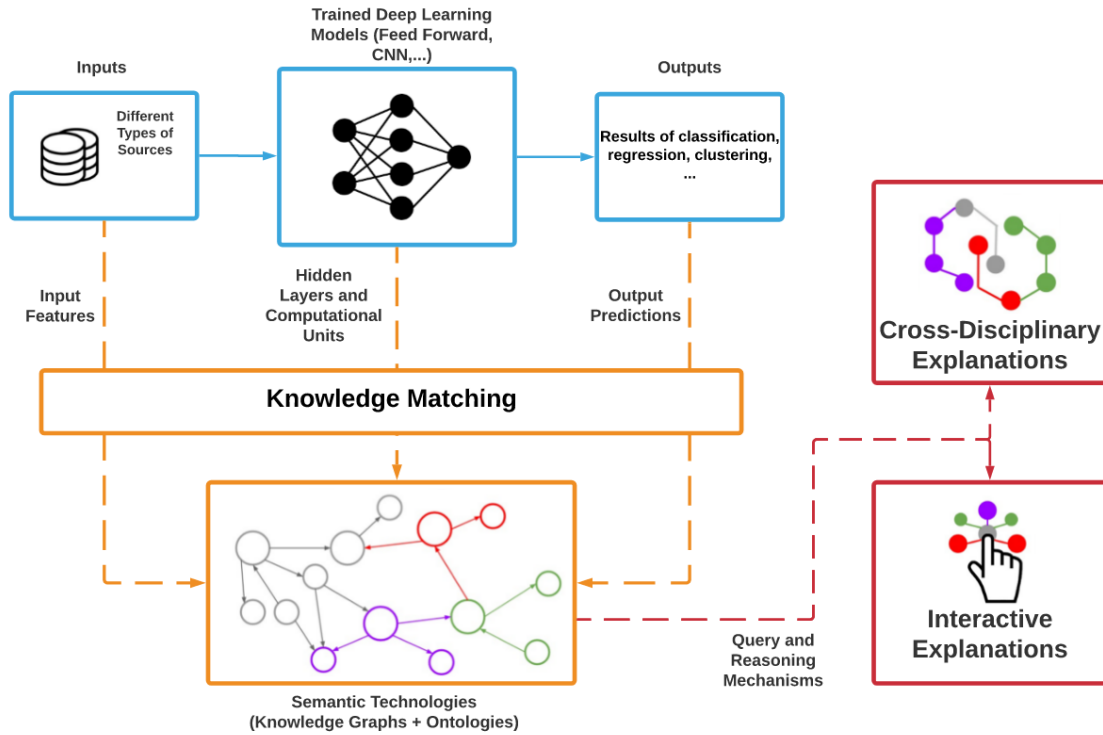 Trained Deep Learning
Models (Feed Forward,
CNN,...)
Inputs
Outputs
Different
Types of
Sources
Results of classification,
regression, clustering,
...
Input
Features
Hidden
Layers and
Computational
Units
Output
Predictions
Knowledge Matching
Semantic Technologies
(Knowledge Graphs + Ontologies)
Query and
Reasoning
Mechanisms
Cross-Disciplinary
Explanations
Interactive
Explanations